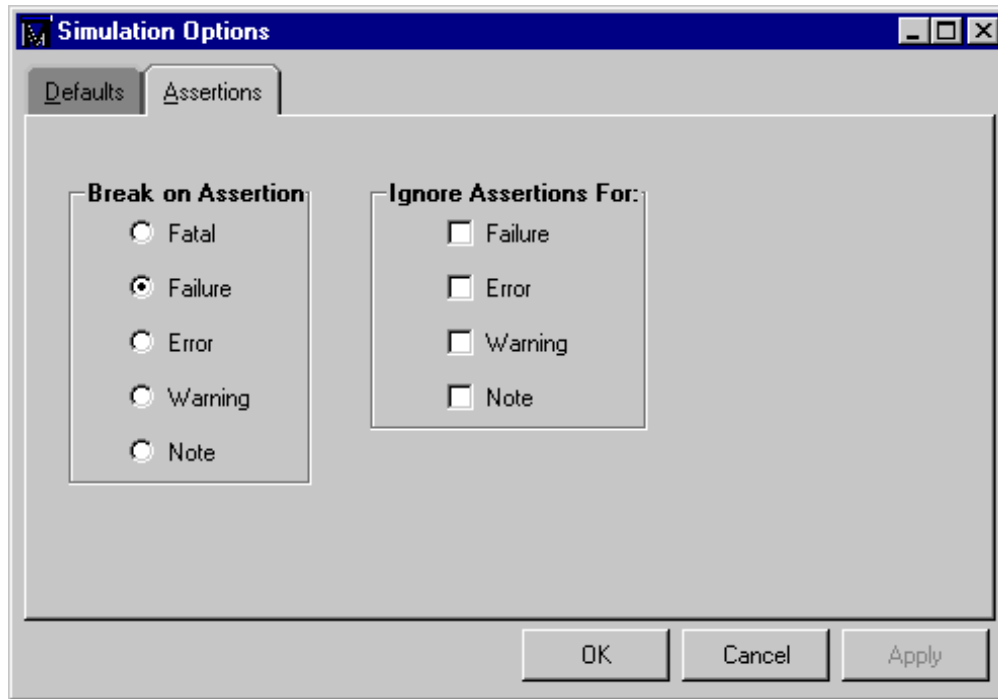 Simulation Options
Defaults
Assertions
Break on Assertion
Fatal
Failure
Error
Warning
Note
Ignore Assertions For:
Failure
Error
Warning
Note
OK
Cancel
Apply